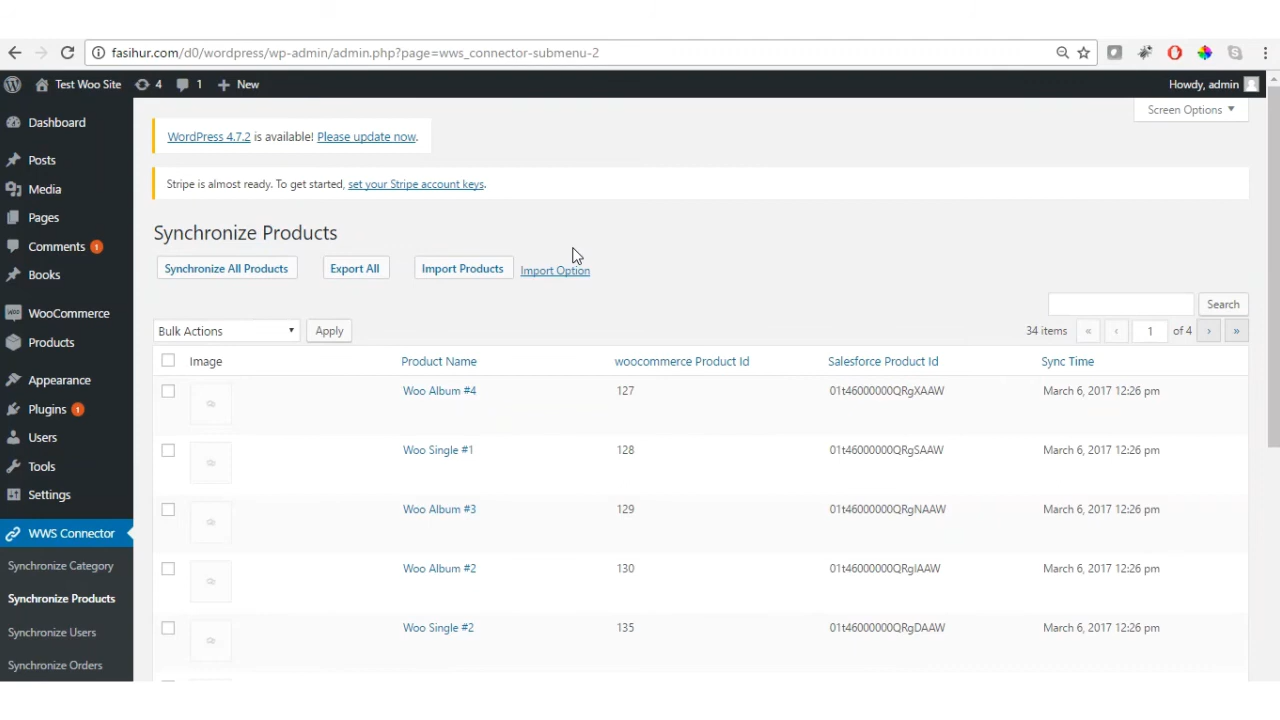 fasihur.com/d0/wordpress/wp-admin/admin.php?page=wws_connector-submenu-2
Test Woo Site 4 1 New Howdy, admin
Screen Options
Dashboard
Posts
Media
Pages
Comments 1
Books
WooCommerce
Products
Appearance
Plugins 1
Users
Tools
Settings
WWS Connector
Synchronize Category
Synchronize Products
Synchronize Users
Synchronize Orders
WordPress 4.7.2 is available! Please update now.
Stripe is almost ready. To get started, set your Stripe account keys.
Synchronize Products
Synchronize All Products Export All Import Products Import Option
Search
Bulk Actions Apply 34 items « ‹ 1 of 4 › »
Image Product Name woocommerce Product Id Salesforce Product Id Sync Time
Woo Album #4 127 01t46000000QRgXAAW March 6, 2017 12:26 pm
Woo Single #1 128 01t46000000QRgSAAW March 6, 2017 12:26 pm
Woo Album #3 129 01t46000000QRgNAAW March 6, 2017 12:26 pm
Woo Album #2 130 01t46000000QRgIAAW March 6, 2017 12:26 pm
Woo Single #2 135 01t46000000QRgDAAW March 6, 2017 12:26 pm